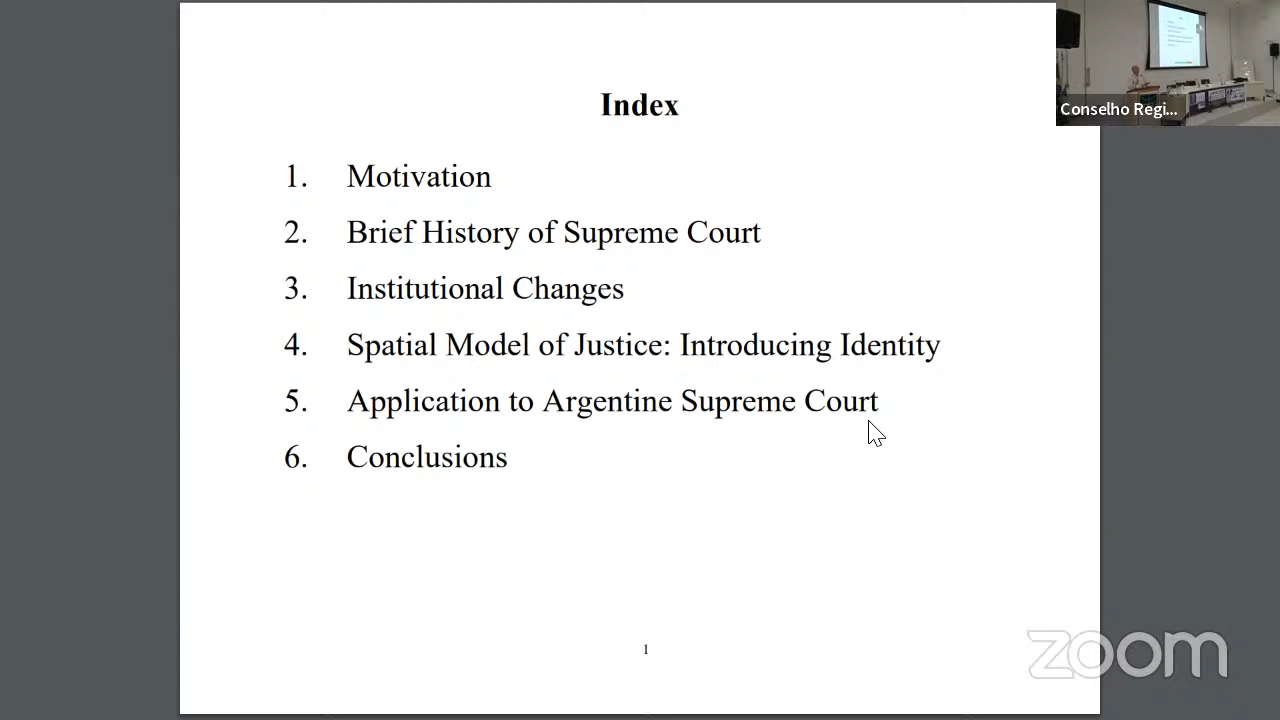 Index
1. Motivation
2. Brief History of Supreme Court
3. Institutional Changes
4. Spatial Model of Justice: Introducing Identity
5. Application to Argentine Supreme Court
6. Conclusions
1
Conselho Regi...
zoom